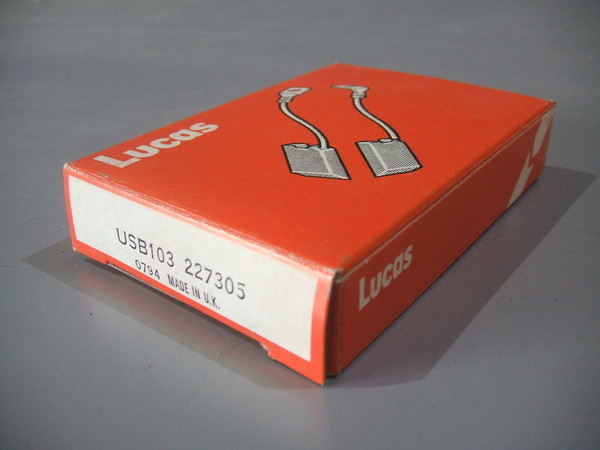 Lucas
USB103 227305
0794 MADE IN U.K.
Lucas